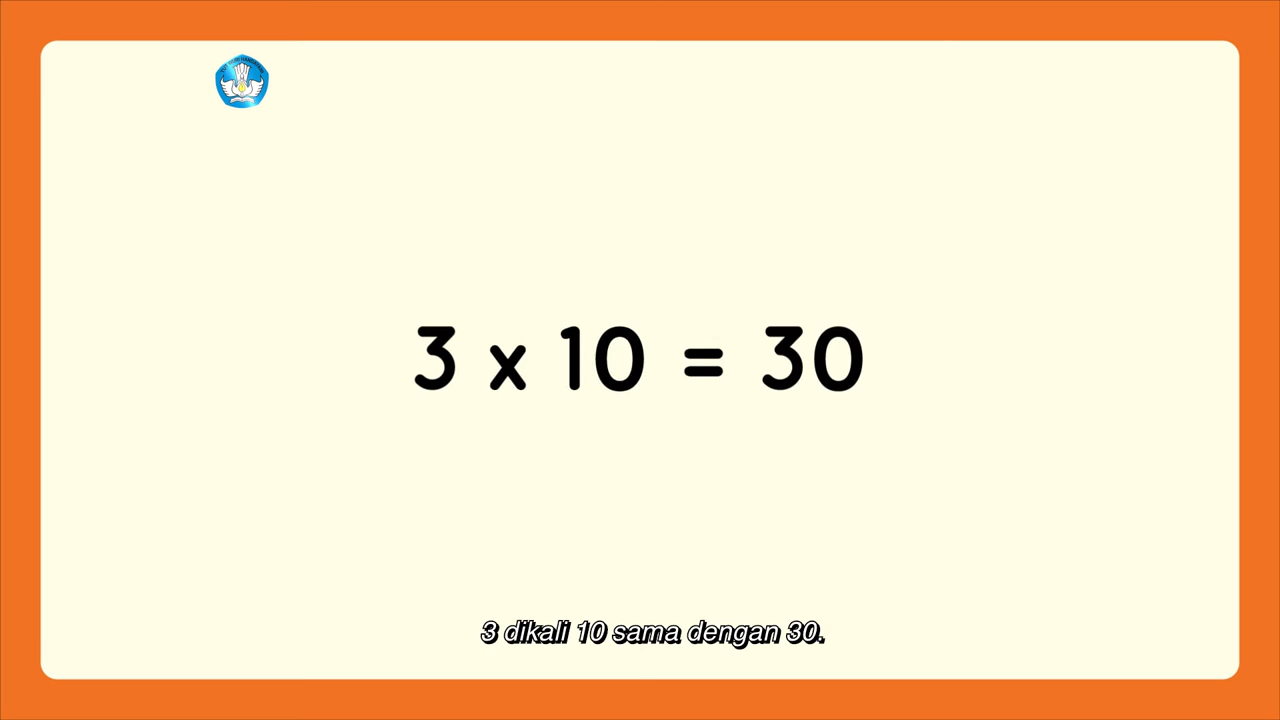 3 x 10 = 30
3 dikali 10 sama dengan 30.